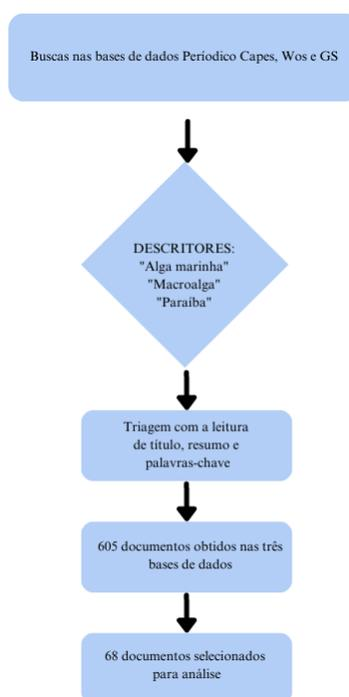 Buscas nas bases de dados Períodico Capes, Wos e GS
DESCRITORES:
"Alga marinha"
"Macroalga"
"Paraíba"
Triagem com a leitura
de título, resumo e
palavras-chave
605 documentos obtidos nas três
bases de dados
68 documentos selecionados
para análise